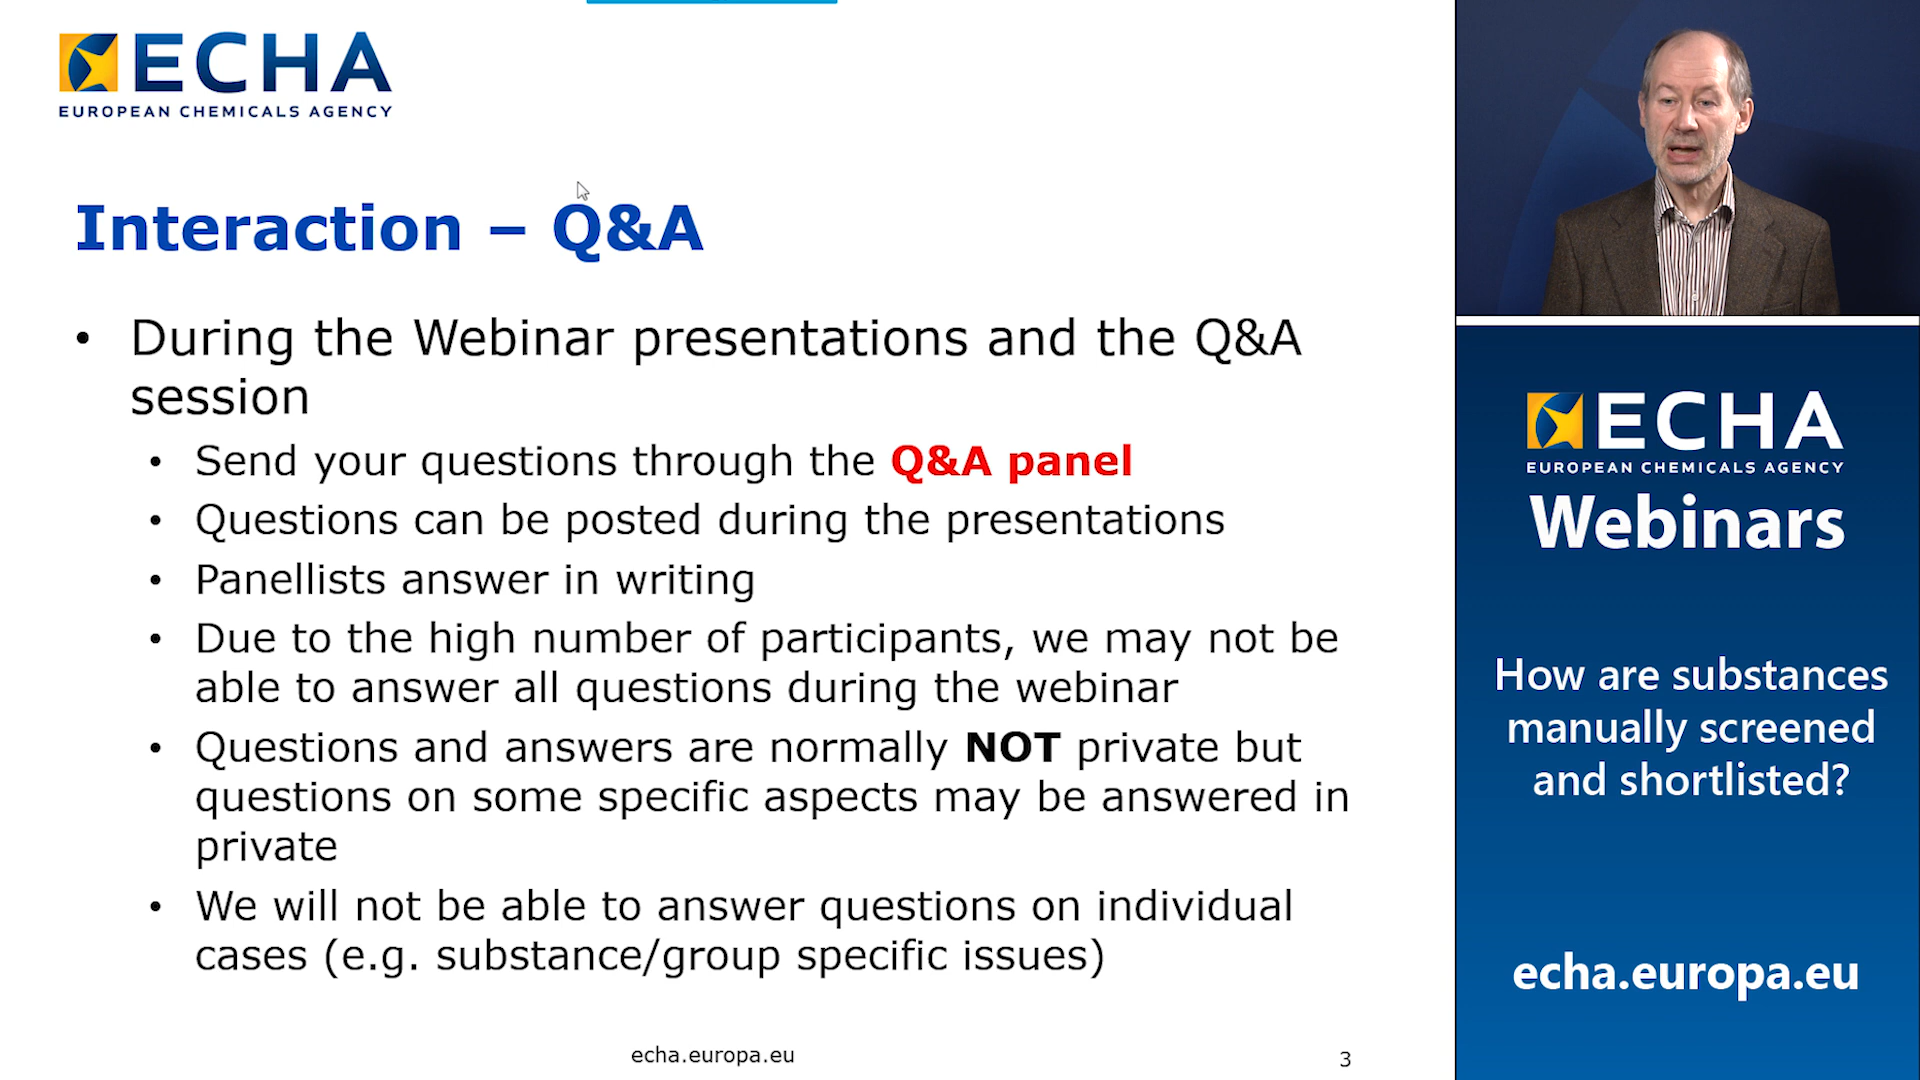 ECHA
EUROPEAN CHEMICALS AGENCY
Interaction – Q&A
• During the Webinar presentations and the Q&A
session
• Send your questions through the Q&A panel
• Questions can be posted during the presentations
• Panellists answer in writing
• Due to the high number of participants, we may not be
able to answer all questions during the webinar
• Questions and answers are normally NOT private but
questions on some specific aspects may be answered in
private
• We will not be able to answer questions on individual
cases (e.g. substance/group specific issues)
echa.europa.eu
3
ECHA
EUROPEAN CHEMICALS AGENCY
Webinars
How are substances
manually screened
and shortlisted?
echa.europa.eu